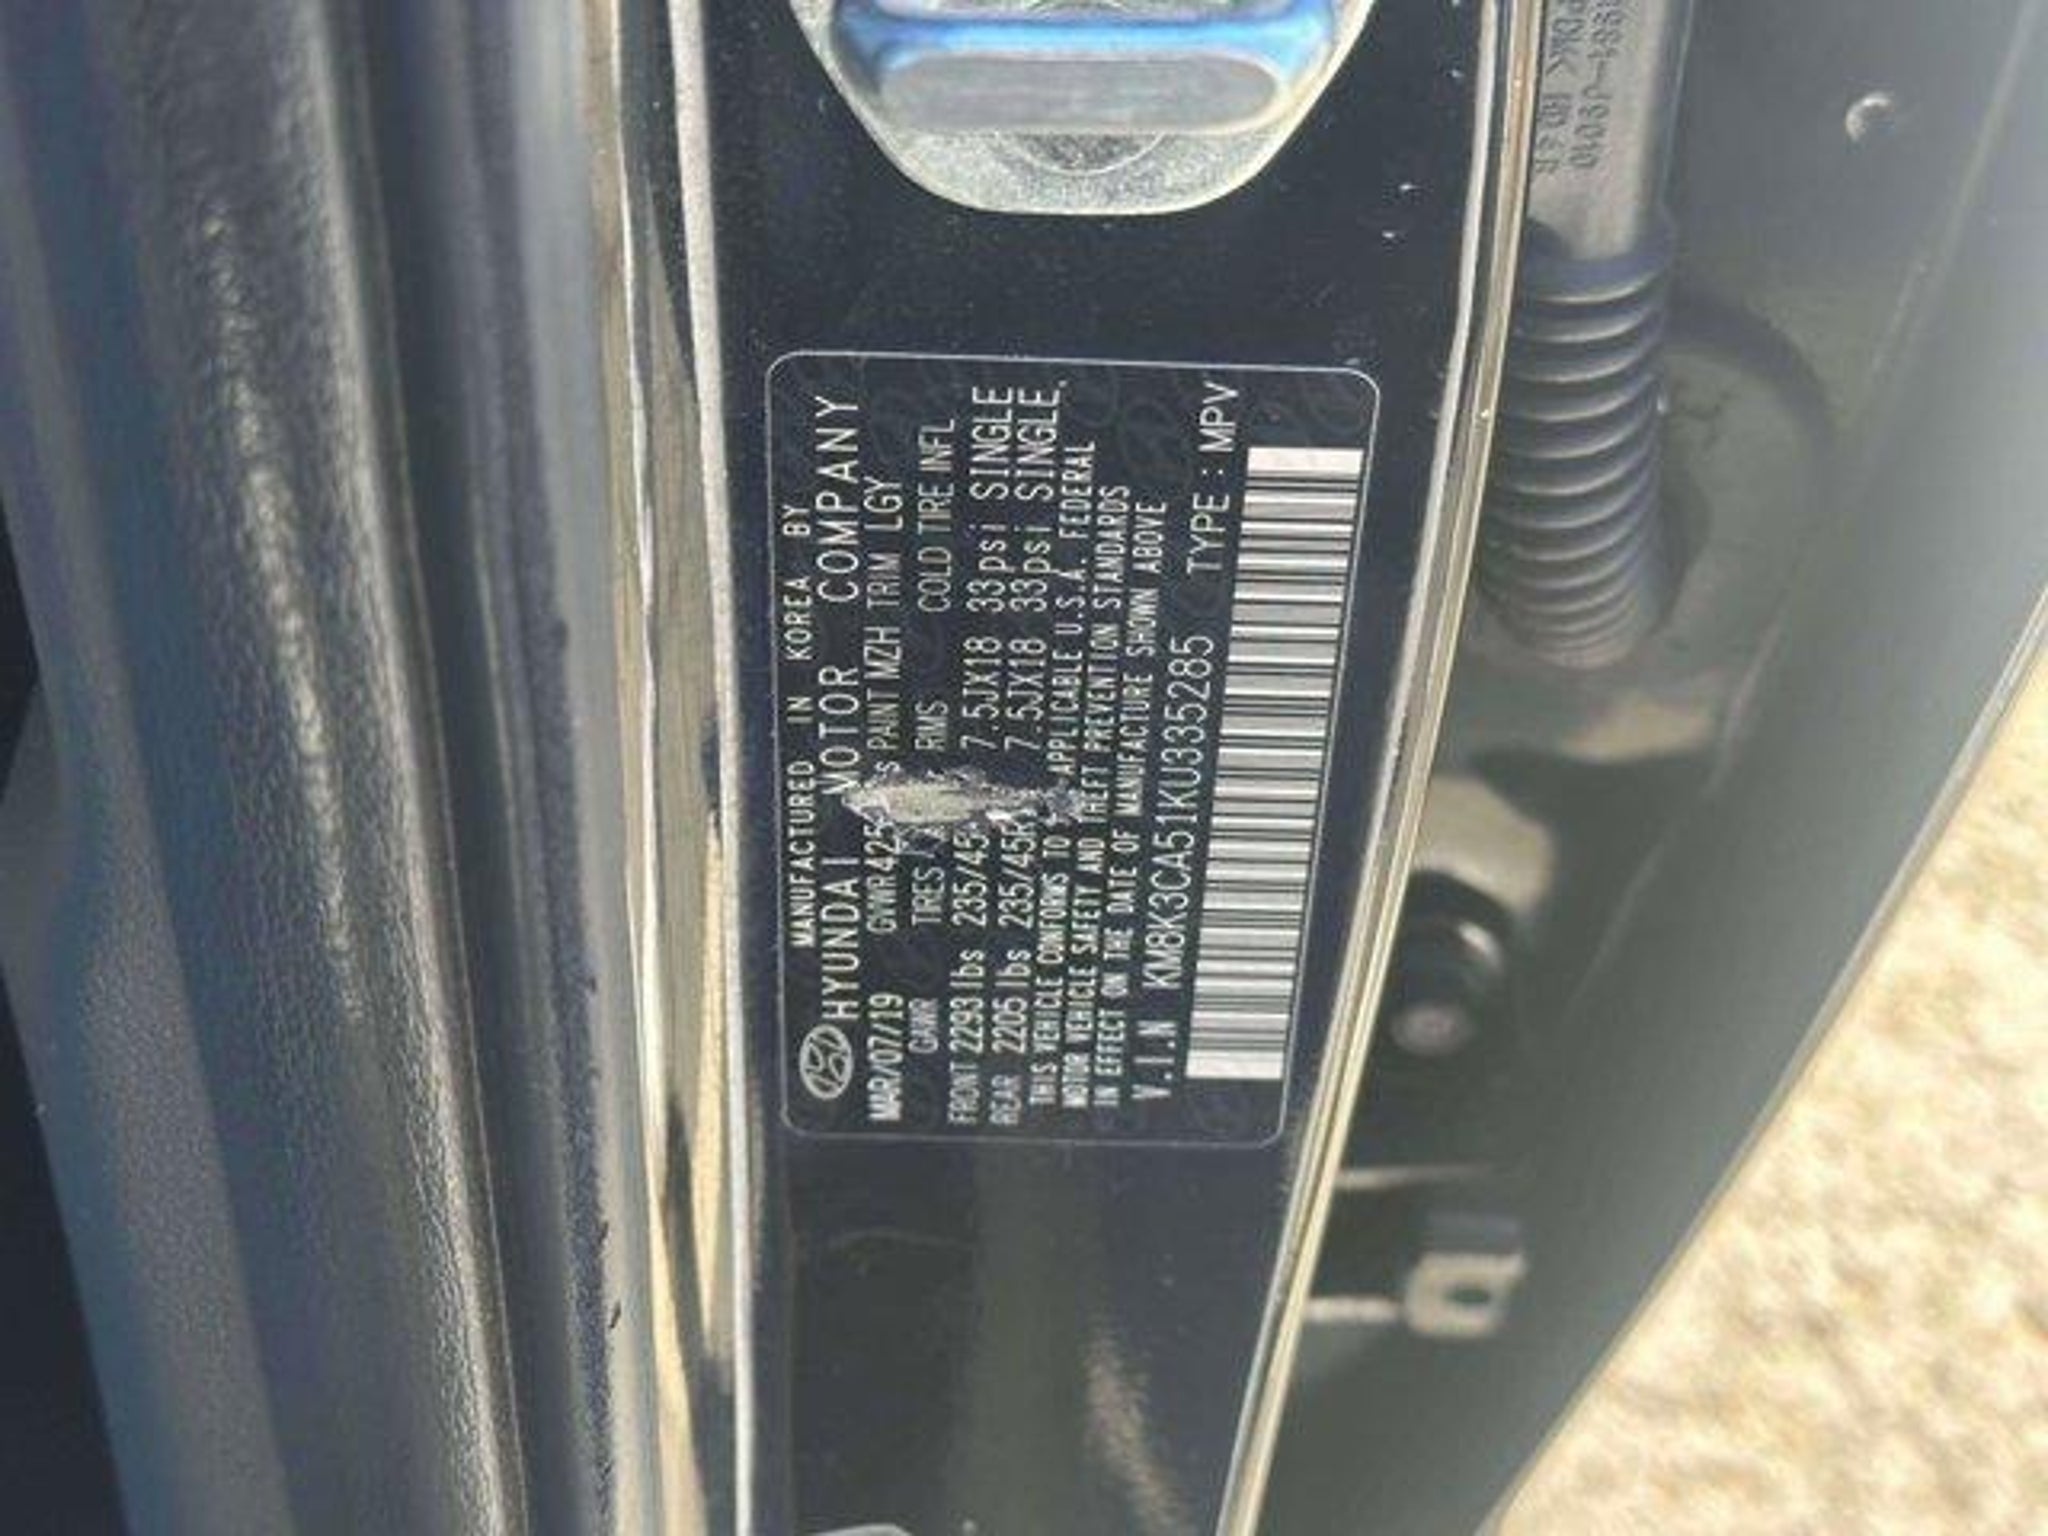 MANUFACTURED IN KOREA BY
HYUNDAI MOTOR COMPANY
MAR/07/19 GVWR 425 s PAINT MZH TRIM LGY
GAWR TIRES RIMS COLD TIRE INFL
FRONT 2293 lbs 235/45 7.5JX18 33psi SINGLE
REAR 2205 lbs 235/45R 7.5JX18 33psi SINGLE.
THIS VEHICLE CONFORMS TO APPLICABLE U.S.A. FEDERAL
MOTOR VEHICLE SAFETY AND THEFT PREVENTION STANDARDS
IN EFFECT ON THE DATE OF MANUFACTURE SHOWN ABOVE
V.I.N KM8K3CA51KU335285 TYPE : MPV